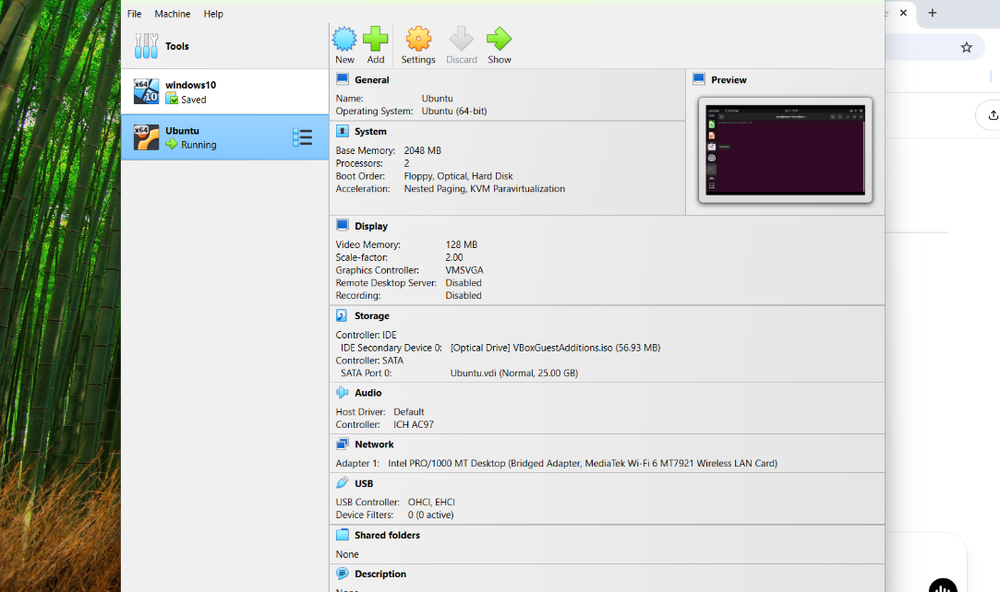 File Machine Help
Tools
New Add Settings Discard Show
windows10
Saved
Ubuntu
Running
General
Name: Ubuntu
Operating System: Ubuntu (64-bit)
System
Base Memory: 2048 MB
Processors: 2
Boot Order: Floppy, Optical, Hard Disk
Acceleration: Nested Paging, KVM Paravirtualization
Preview
Display
Video Memory: 128 MB
Scale-factor: 2.00
Graphics Controller: VMSVGA
Remote Desktop Server: Disabled
Recording: Disabled
Storage
Controller: IDE
IDE Secondary Device 0: [Optical Drive] VBoxGuestAdditions.iso (56.93 MB)
Controller: SATA
SATA Port 0: Ubuntu.vdi (Normal, 25.00 GB)
Audio
Host Driver: Default
Controller: ICH AC97
Network
Adapter 1: Intel PRO/1000 MT Desktop (Bridged Adapter, MediaTek Wi-Fi 6 MT7921 Wireless LAN Card)
USB
USB Controller: OHCI, EHCI
Device Filters: 0 (0 active)
Shared folders
None
Description